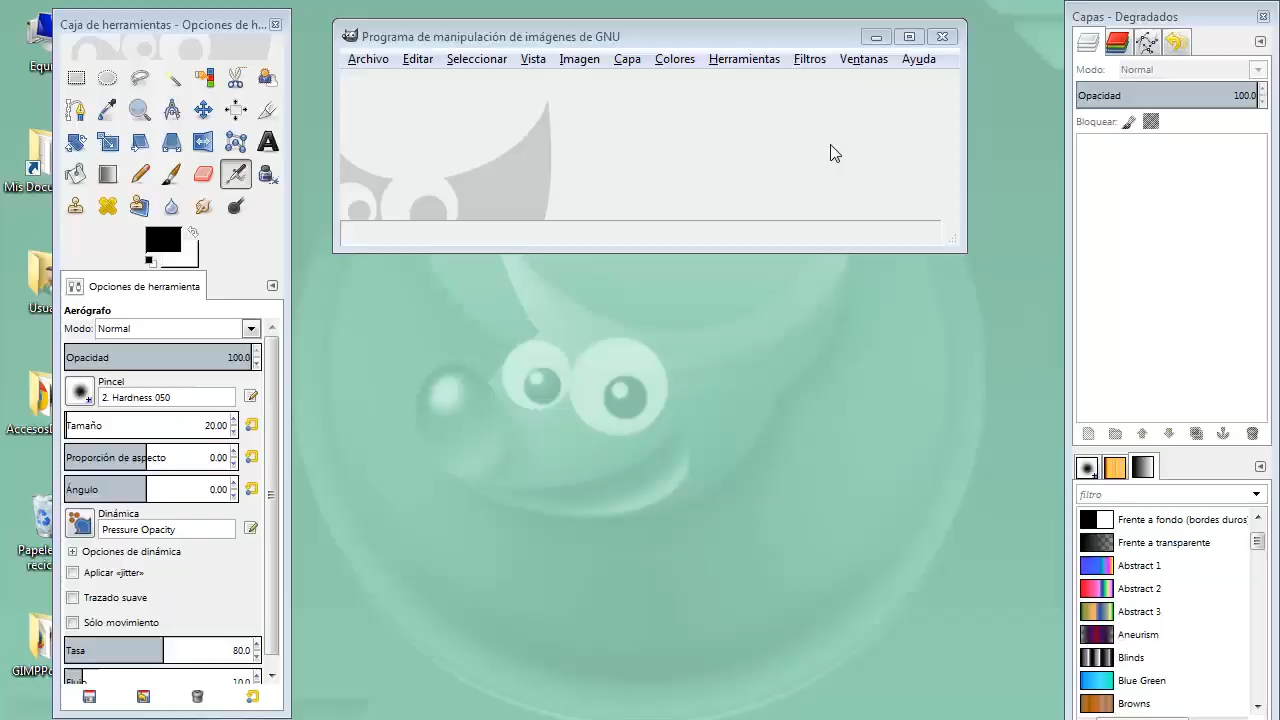 Caja de herramientas - Opciones de h...
Opciones de herramienta
Aerógrafo
Modo: Normal
Opacidad 100.0
Pincel
2. Hardness 050
Tamaño 20.00
Proporción de aspecto 0.00
Ángulo 0.00
Dinámica
Pressure Opacity
Opciones de dinámica
Aplicar «jitter»
Trazado suave
Sólo movimiento
Tasa 80.0
Programa de manipulación de imágenes de GNU
Archivo Editar Seleccionar Vista Imagen Capa Colores Herramientas Filtros Ventanas Ayuda
Capas - Degradados
Modo: Normal
Opacidad 100.0
Bloquear:
filtro
Frente a fondo (bordes duros)
Frente a transparente
Abstract 1
Abstract 2
Abstract 3
Aneurism
Blinds
Blue Green
Browns
Equi
Mis Docu
Usua
Accesos
Papele
recic